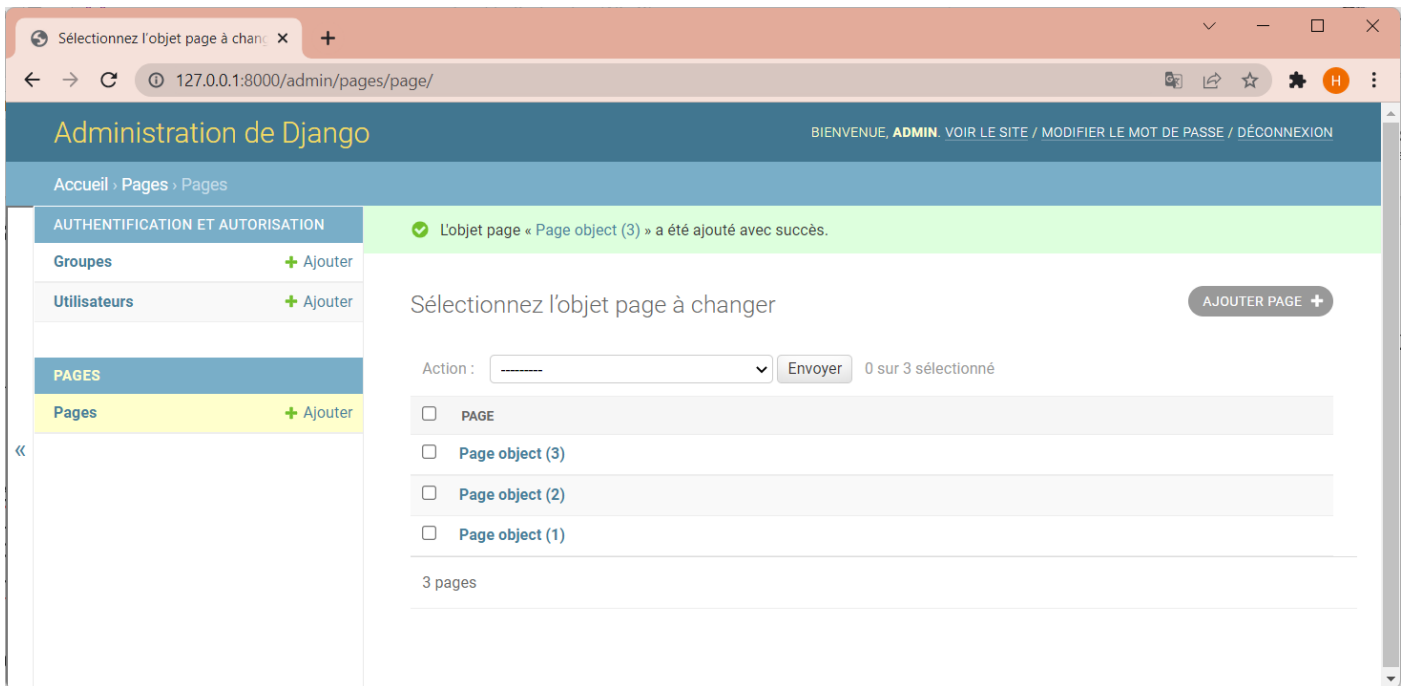 Sélectionnez l'objet page à chang
127.0.0.1:8000/admin/pages/page/
H
Administration de Django
BIENVENUE, ADMIN. VOIR LE SITE / MODIFIER LE MOT DE PASSE / DÉCONNEXION
Accueil › Pages › Pages
AUTHENTIFICATION ET AUTORISATION
Groupes + Ajouter
Utilisateurs + Ajouter
PAGES
Pages + Ajouter
«
L'objet page « Page object (3) » a été ajouté avec succès.
Sélectionnez l'objet page à changer
AJOUTER PAGE +
Action : --------- Envoyer 0 sur 3 sélectionné
PAGE
Page object (3)
Page object (2)
Page object (1)
3 pages